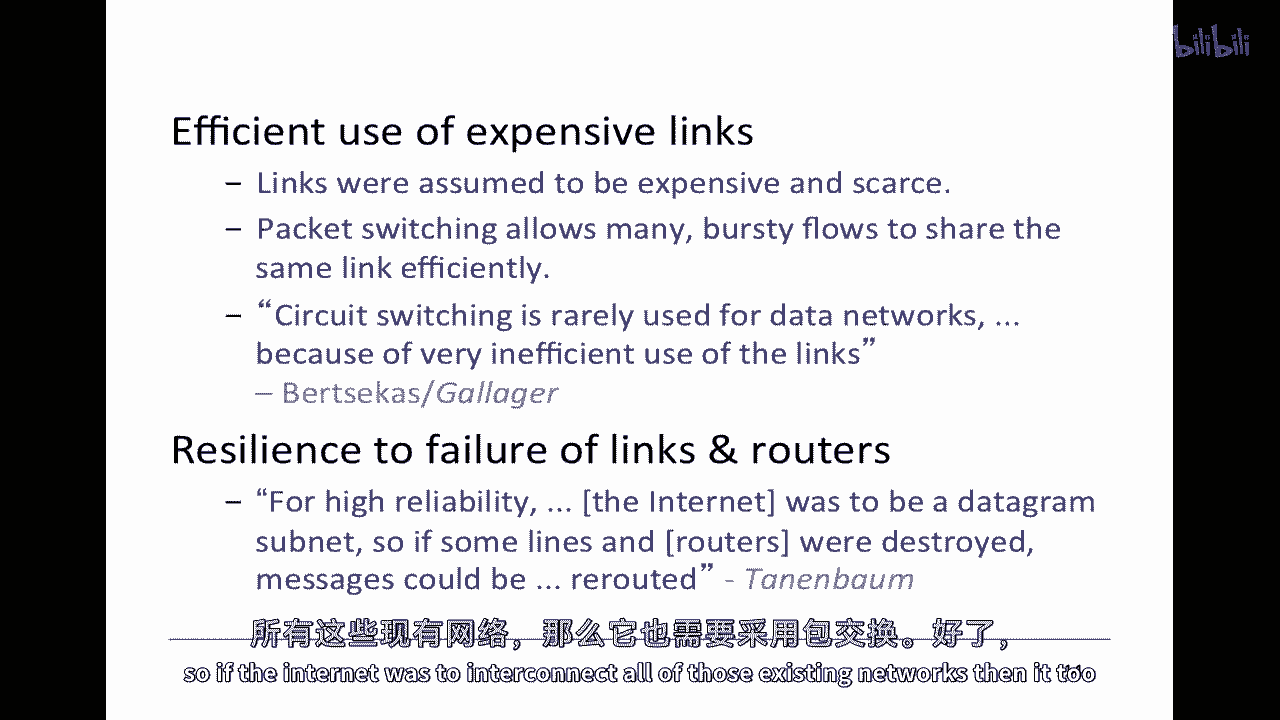 bilibili
Efficient use of expensive links
– Links were assumed to be expensive and scarce.
– Packet switching allows many, bursty flows to share the
same link efficiently.
– “Circuit switching is rarely used for data networks, ...
because of very inefficient use of the links”
– Bertsekas/Gallager
Resilience to failure of links & routers
– “For high reliability, ... [the Internet] was to be a datagram
subnet, so if some lines and [routers] were destroyed,
messages could be ... rerouted” - Tanenbaum
所有这些现有网络，那么它也需要采用包交换。好了，
so if the internet was to interconnect all of those existing networks then it too